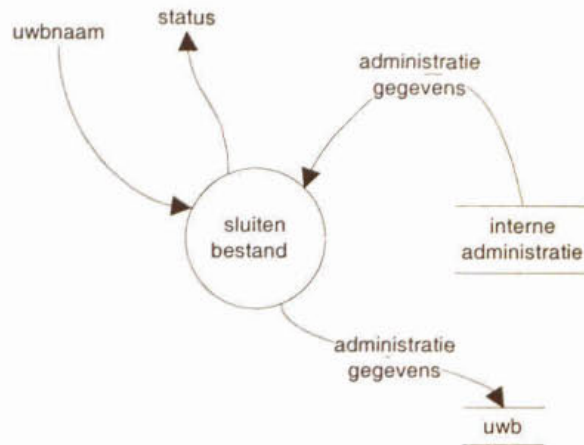 status
uwbnaam
administratie
gegevens
sluiten
bestand
interne
administratie
administratie
gegevens
uwb